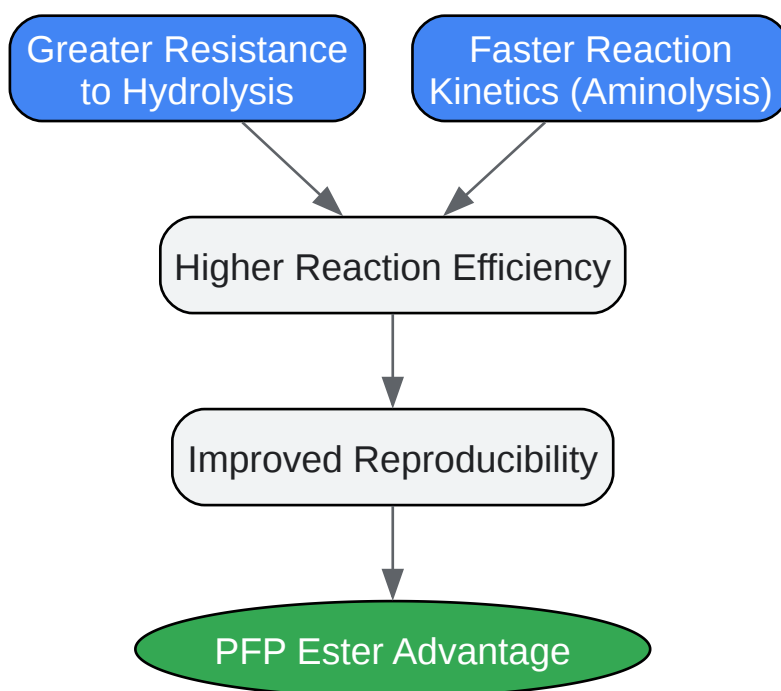 Greater Resistance
to Hydrolysis
Faster Reaction
Kinetics (Aminolysis)
Higher Reaction Efficiency
Improved Reproducibility
PFP Ester Advantage